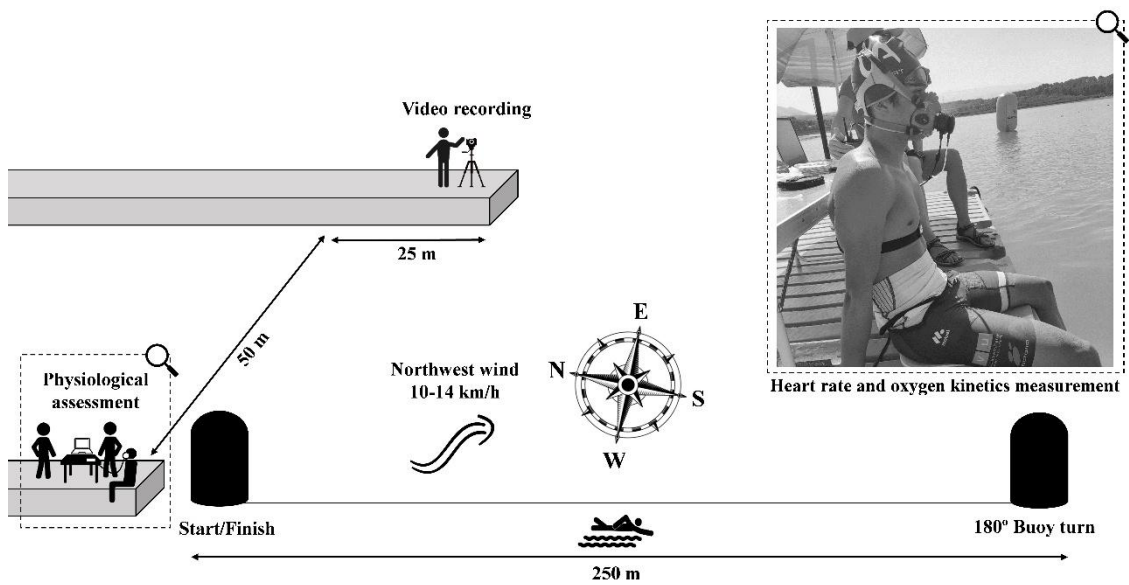 Video recording
25 m
50 m
Physiological
assessment
Northwest wind
10-14 km/h
E
N
S
W
Heart rate and oxygen kinetics measurement
Start/Finish
180º Buoy turn
250 m